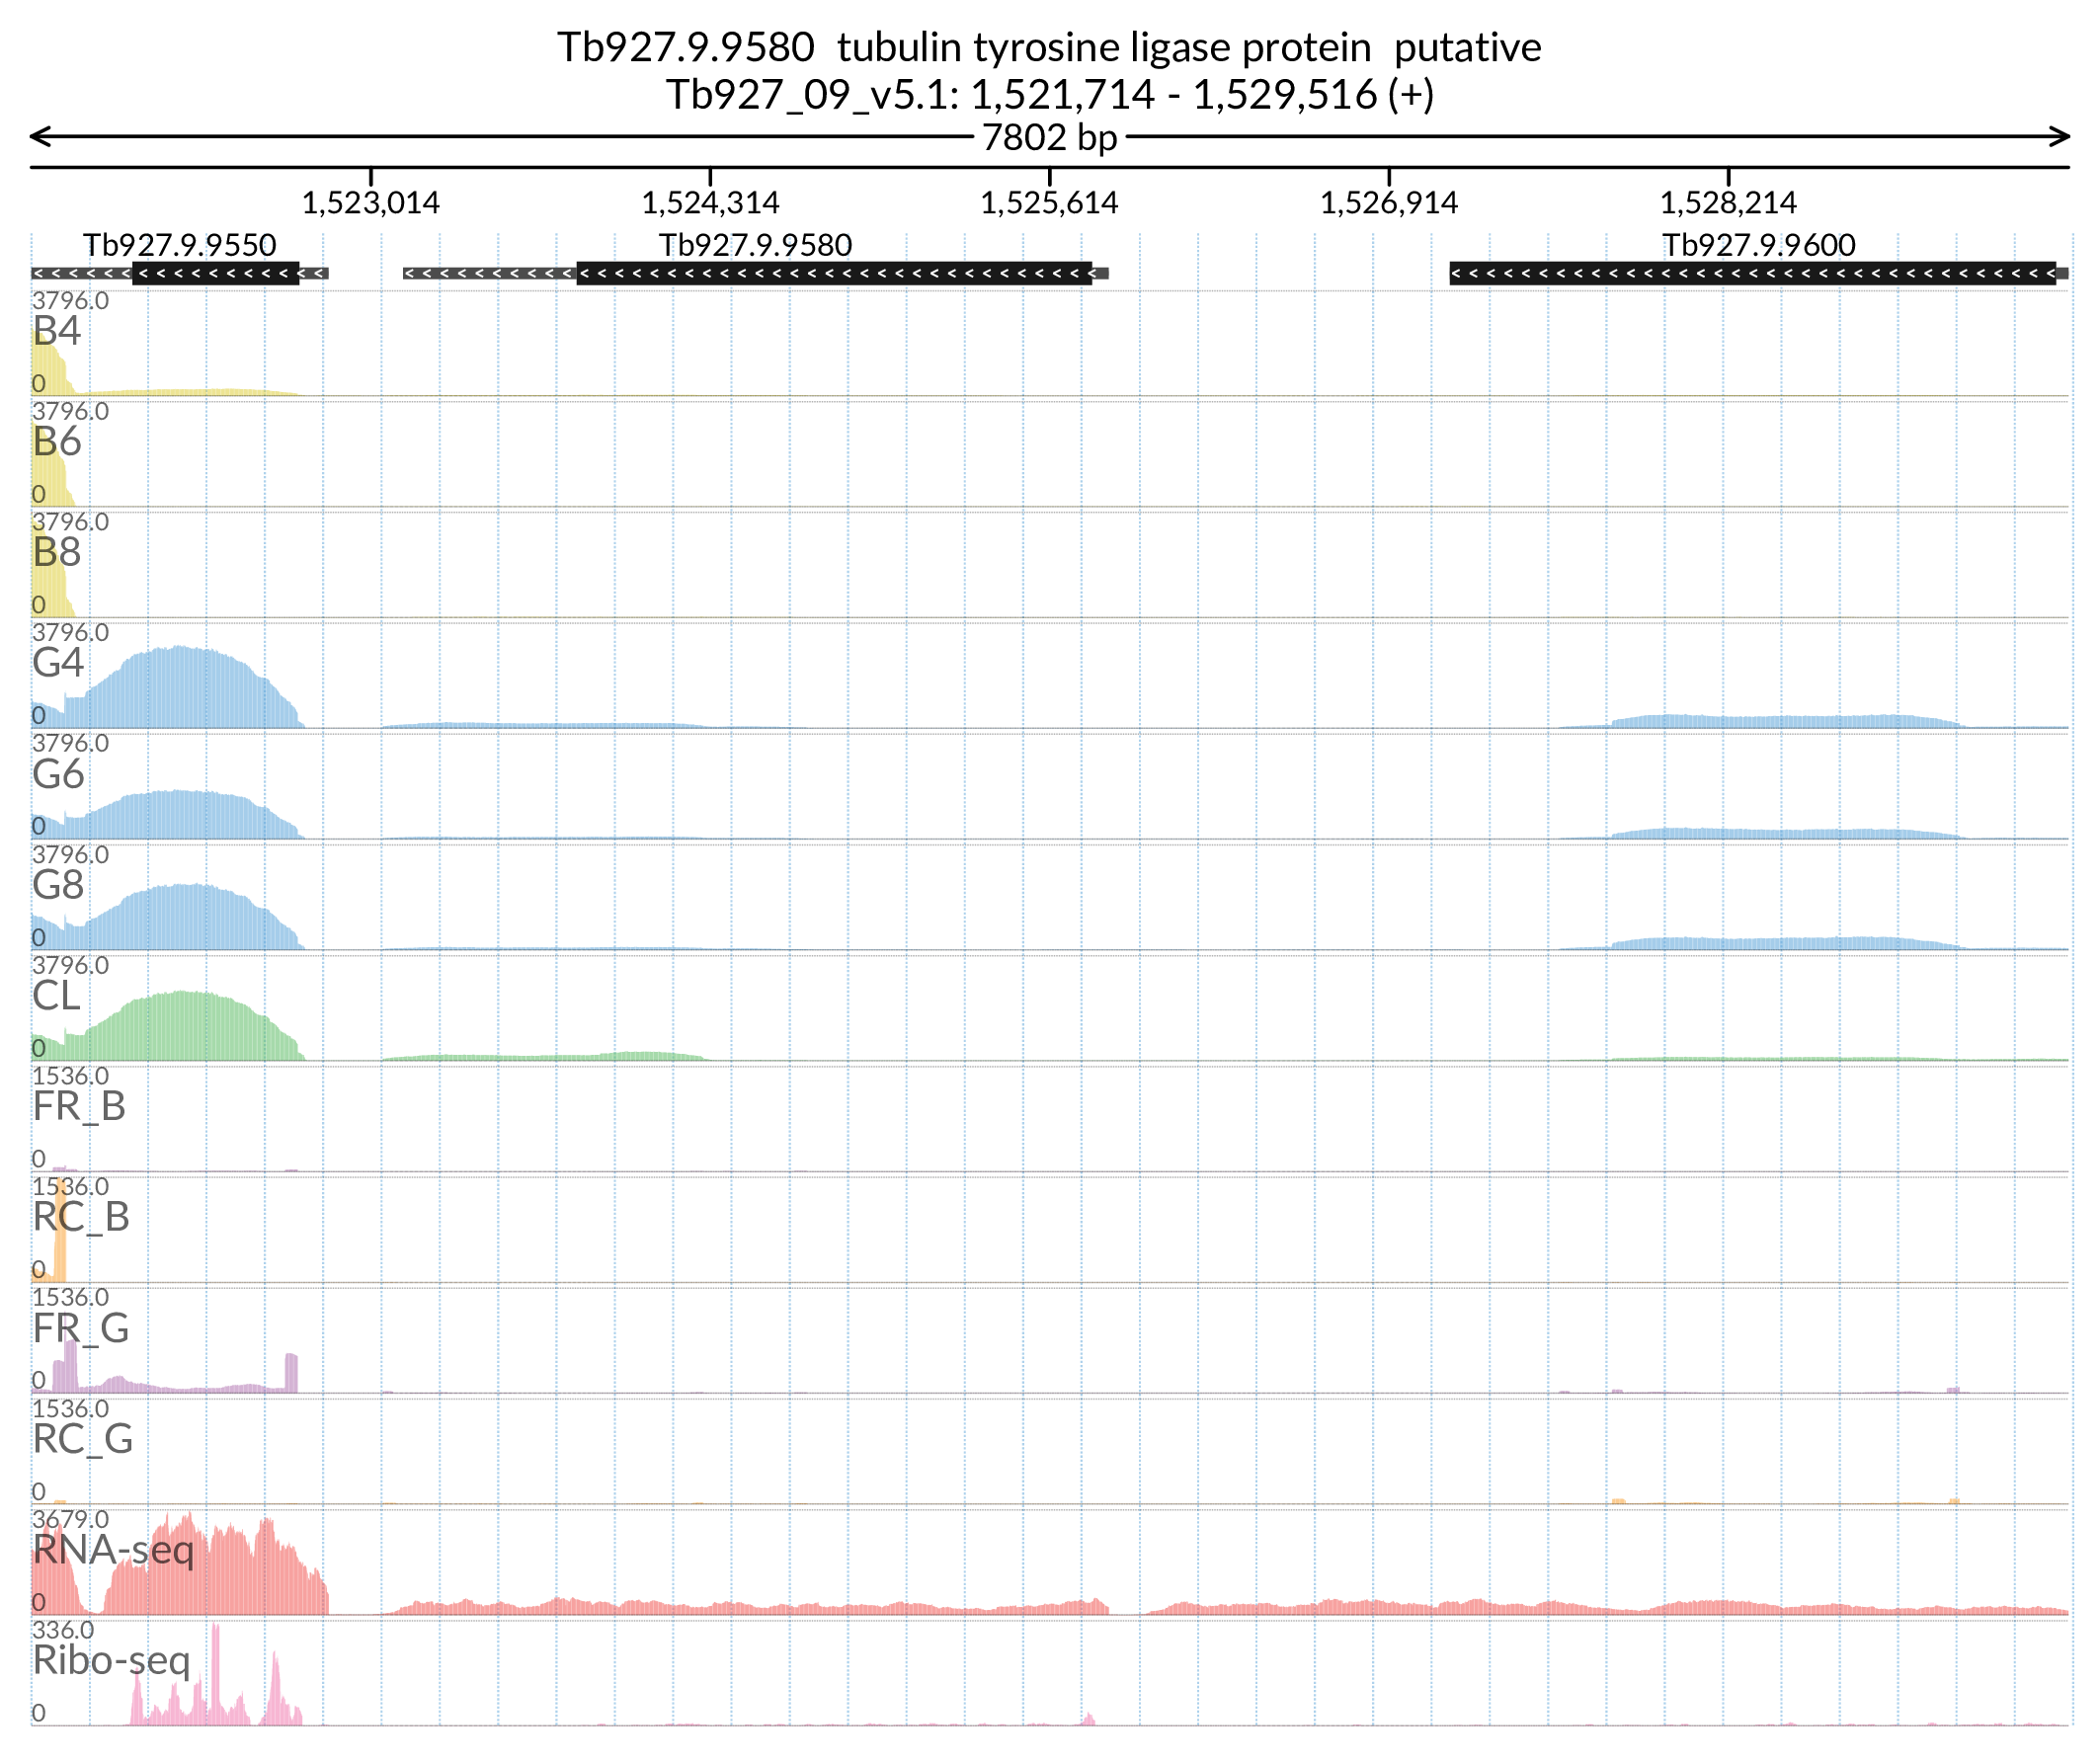 Tb927.9.9580 tubulin tyrosine ligase protein putative
Tb927_09_v5.1: 1,521,714 - 1,529,516 (+)
7802 bp
1,523,014 1,524,314 1,525,614 1,526,914 1,528,214
Tb927.9.9550 Tb927.9.9580 Tb927.9.9600
3796.0
B4
0
3796.0
B6
0
3796.0
B8
0
3796.0
G4
0
3796.0
G6
0
3796.0
G8
0
3796.0
CL
0
1536.0
FR_B
0
1536.0
RC_B
0
1536.0
FR_G
0
1536.0
RC_G
0
3679.0
RNA-seq
0
336.0
Ribo-seq
0